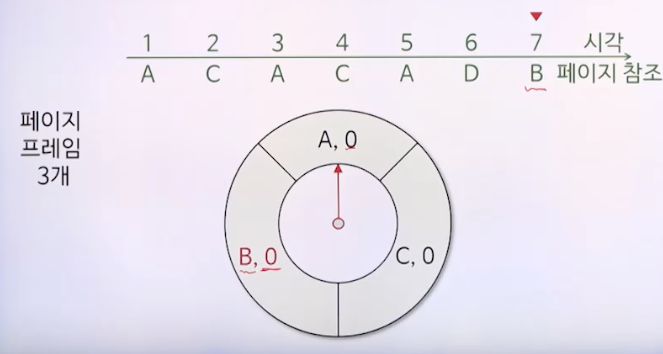 1 2 3 4 5 6 7 시각
A C A C A D B 페이지 참조
페이지
프레임
3개
A, 0
B, 0
C, 0